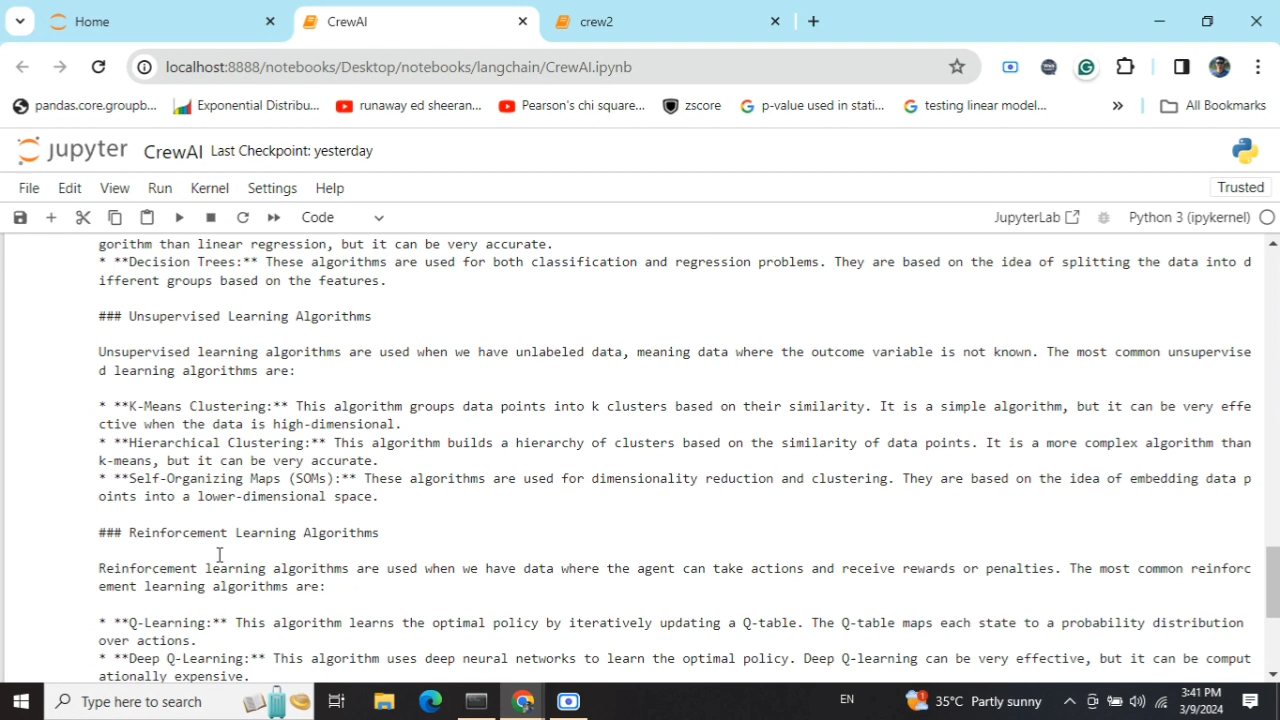 Home
CrewAI
crew2
localhost:8888/notebooks/Desktop/notebooks/langchain/CrewAI.ipynb
pandas.core.groupb...
Exponential Distribu...
runaway ed sheeran...
Pearson's chi square...
zscore
p-value used in stati...
testing linear model...
»
All Bookmarks
jupyter CrewAI Last Checkpoint: yesterday
File Edit View Run Kernel Settings Help
Trusted
Code
JupyterLab
Python 3 (ipykernel)
gorithm than linear regression, but it can be very accurate.
* **Decision Trees:** These algorithms are used for both classification and regression problems. They are based on the idea of splitting the data into d
ifferent groups based on the features.
### Unsupervised Learning Algorithms
Unsupervised learning algorithms are used when we have unlabeled data, meaning data where the outcome variable is not known. The most common unsupervise
d learning algorithms are:
* **K-Means Clustering:** This algorithm groups data points into k clusters based on their similarity. It is a simple algorithm, but it can be very effe
ctive when the data is high-dimensional.
* **Hierarchical Clustering:** This algorithm builds a hierarchy of clusters based on the similarity of data points. It is a more complex algorithm than
k-means, but it can be very accurate.
* **Self-Organizing Maps (SOMs):** These algorithms are used for dimensionality reduction and clustering. They are based on the idea of embedding data p
oints into a lower-dimensional space.
### Reinforcement Learning Algorithms
Reinforcement learning algorithms are used when we have data where the agent can take actions and receive rewards or penalties. The most common reinforc
ement learning algorithms are:
* **Q-Learning:** This algorithm learns the optimal policy by iteratively updating a Q-table. The Q-table maps each state to a probability distribution
over actions.
* **Deep Q-Learning:** This algorithm uses deep neural networks to learn the optimal policy. Deep Q-learning can be very effective, but it can be comput
ationally expensive.
Type here to search
EN
35°C Partly sunny
3:41 PM
3/9/2024